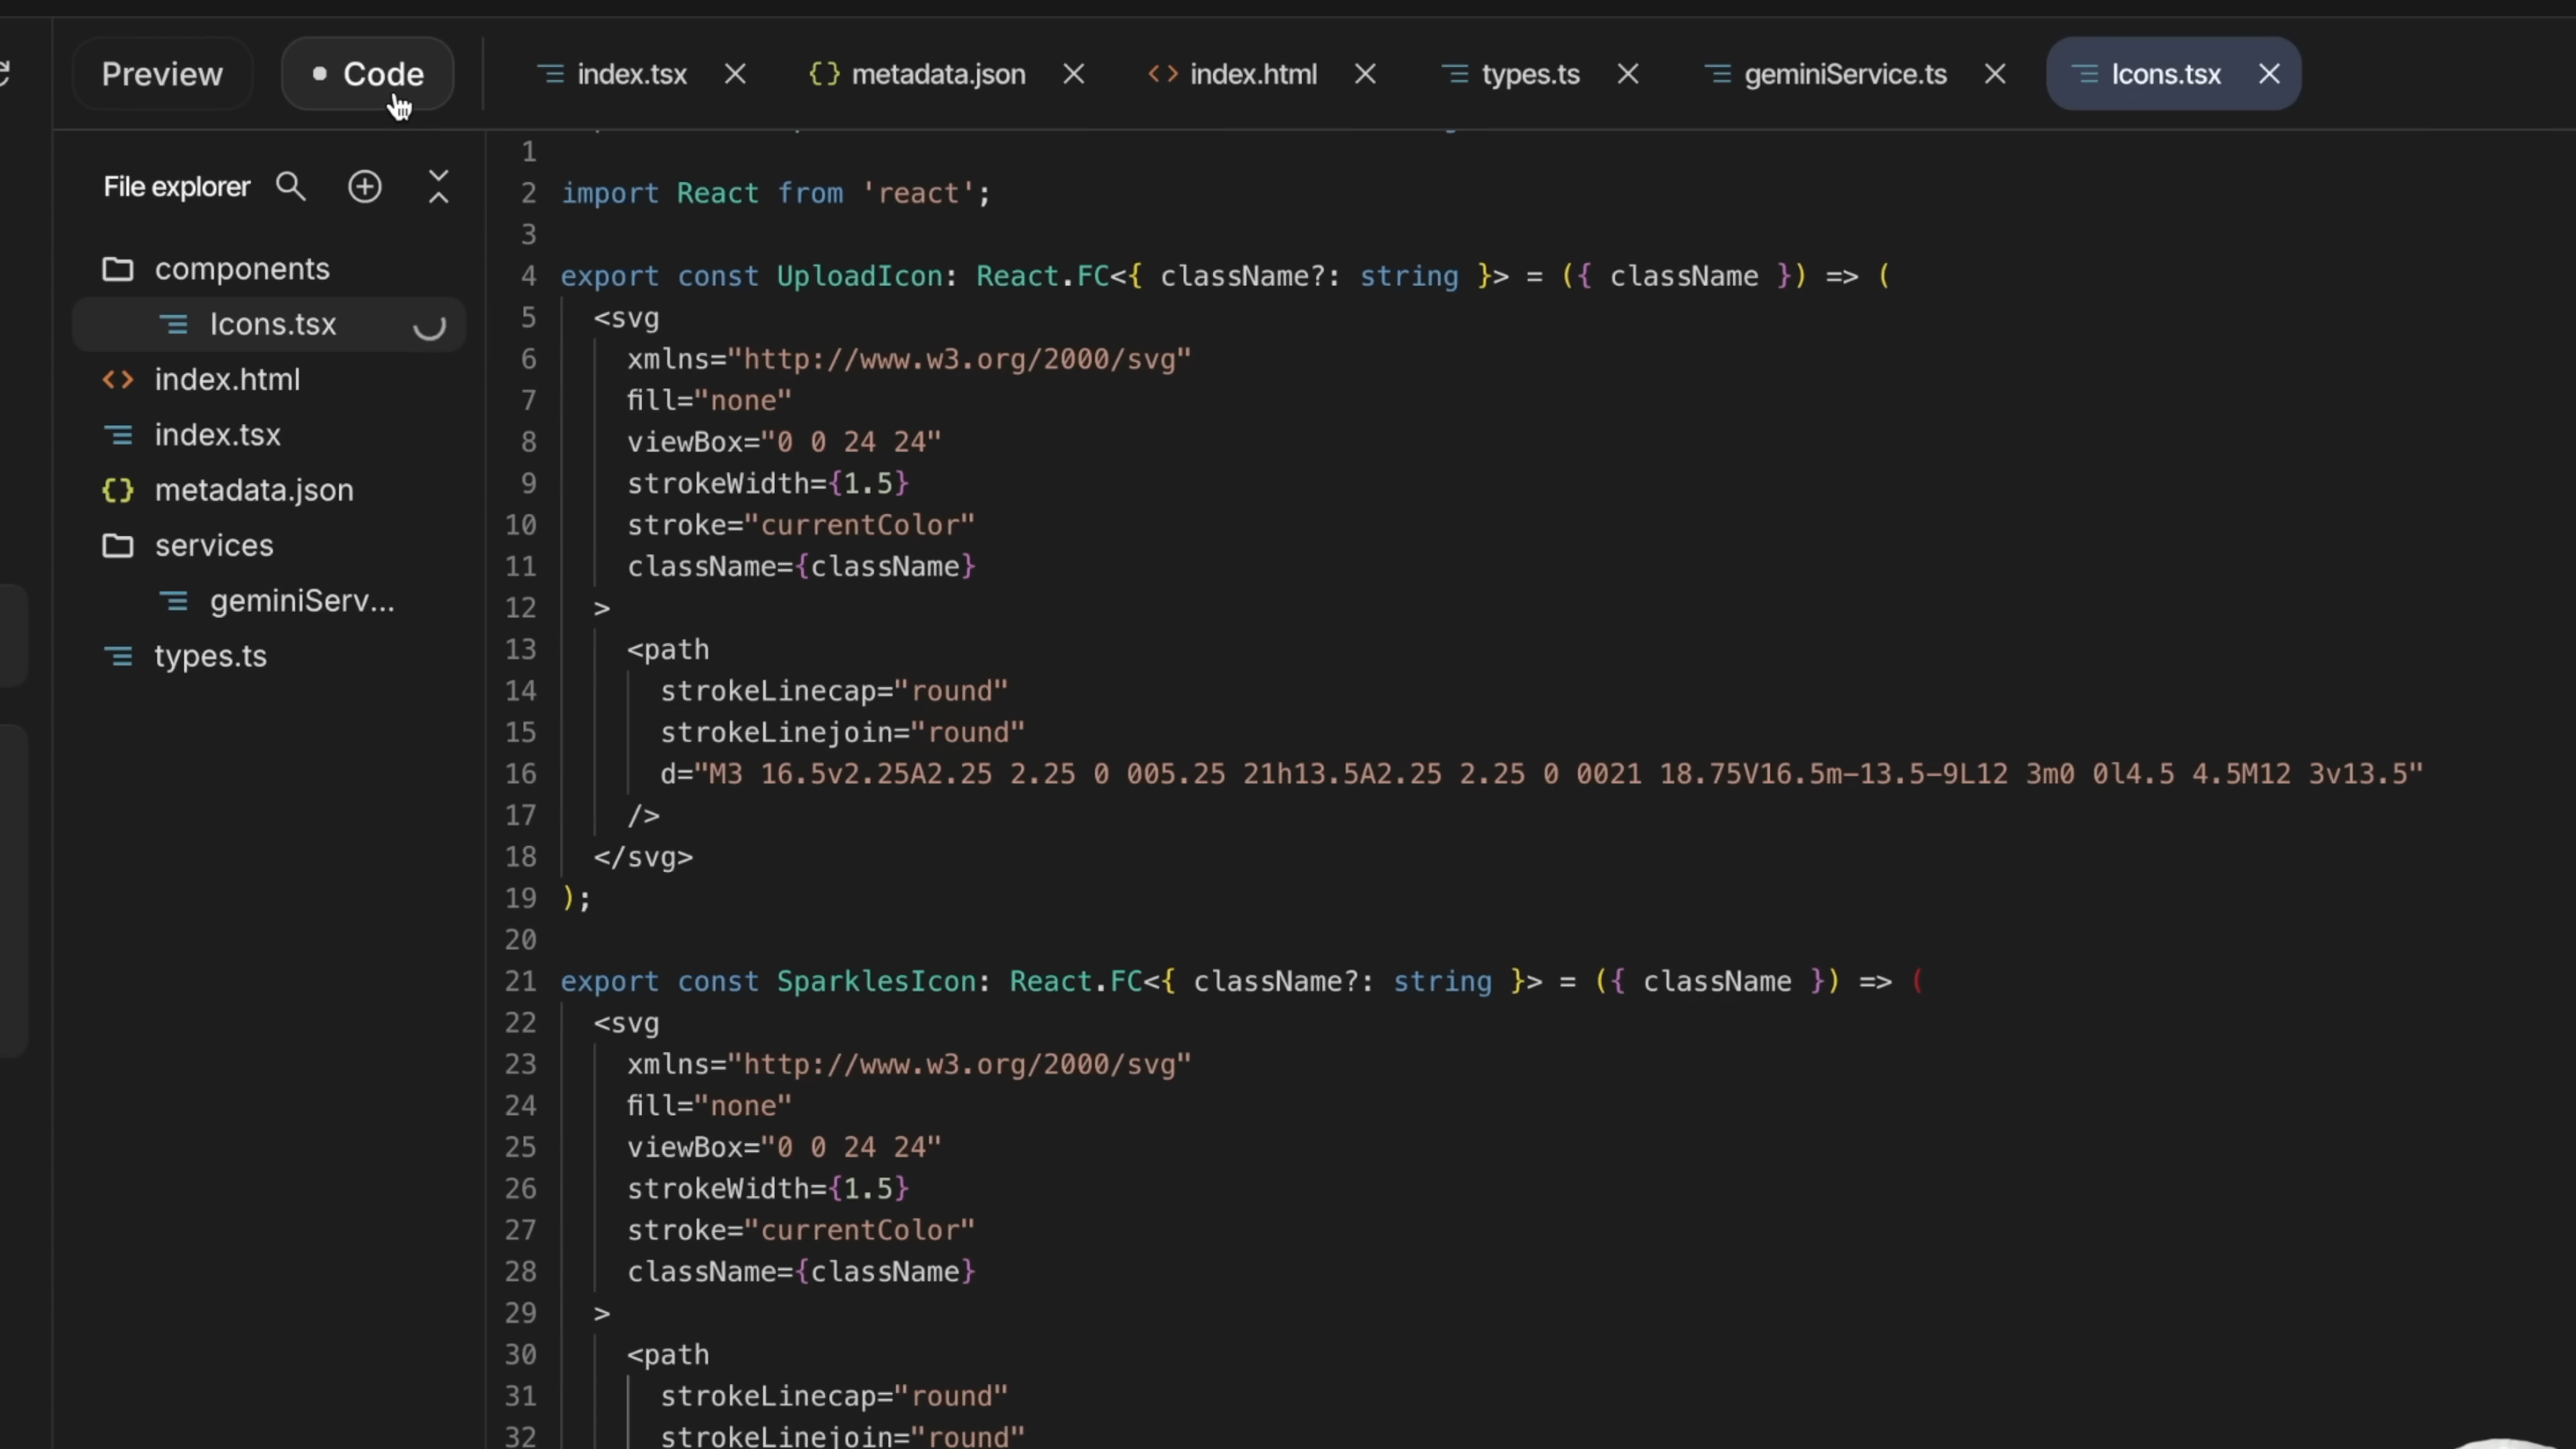 Preview
Code
index.tsx
metadata.json
index.html
types.ts
geminiService.ts
Icons.tsx
File explorer
components
Icons.tsx
index.html
index.tsx
metadata.json
services
geminiServ...
types.ts
1
2 import React from 'react';
3
4 export const UploadIcon: React.FC<{ className?: string }> = ({ className }) => (
5 <svg
6 xmlns="http://www.w3.org/2000/svg"
7 fill="none"
8 viewBox="0 0 24 24"
9 strokeWidth={1.5}
10 stroke="currentColor"
11 className={className}
12 >
13 <path
14 strokeLinecap="round"
15 strokeLinejoin="round"
16 d="M3 16.5v2.25A2.25 2.25 0 005.25 21h13.5A2.25 2.25 0 0021 18.75V16.5m-13.5-9L12 3m0 0l4.5 4.5M12 3v13.5"
17 />
18 </svg>
19 );
20
21 export const SparklesIcon: React.FC<{ className?: string }> = ({ className }) => (
22 <svg
23 xmlns="http://www.w3.org/2000/svg"
24 fill="none"
25 viewBox="0 0 24 24"
26 strokeWidth={1.5}
27 stroke="currentColor"
28 className={className}
29 >
30 <path
31 strokeLinecap="round"
32 strokeLinejoin="round"